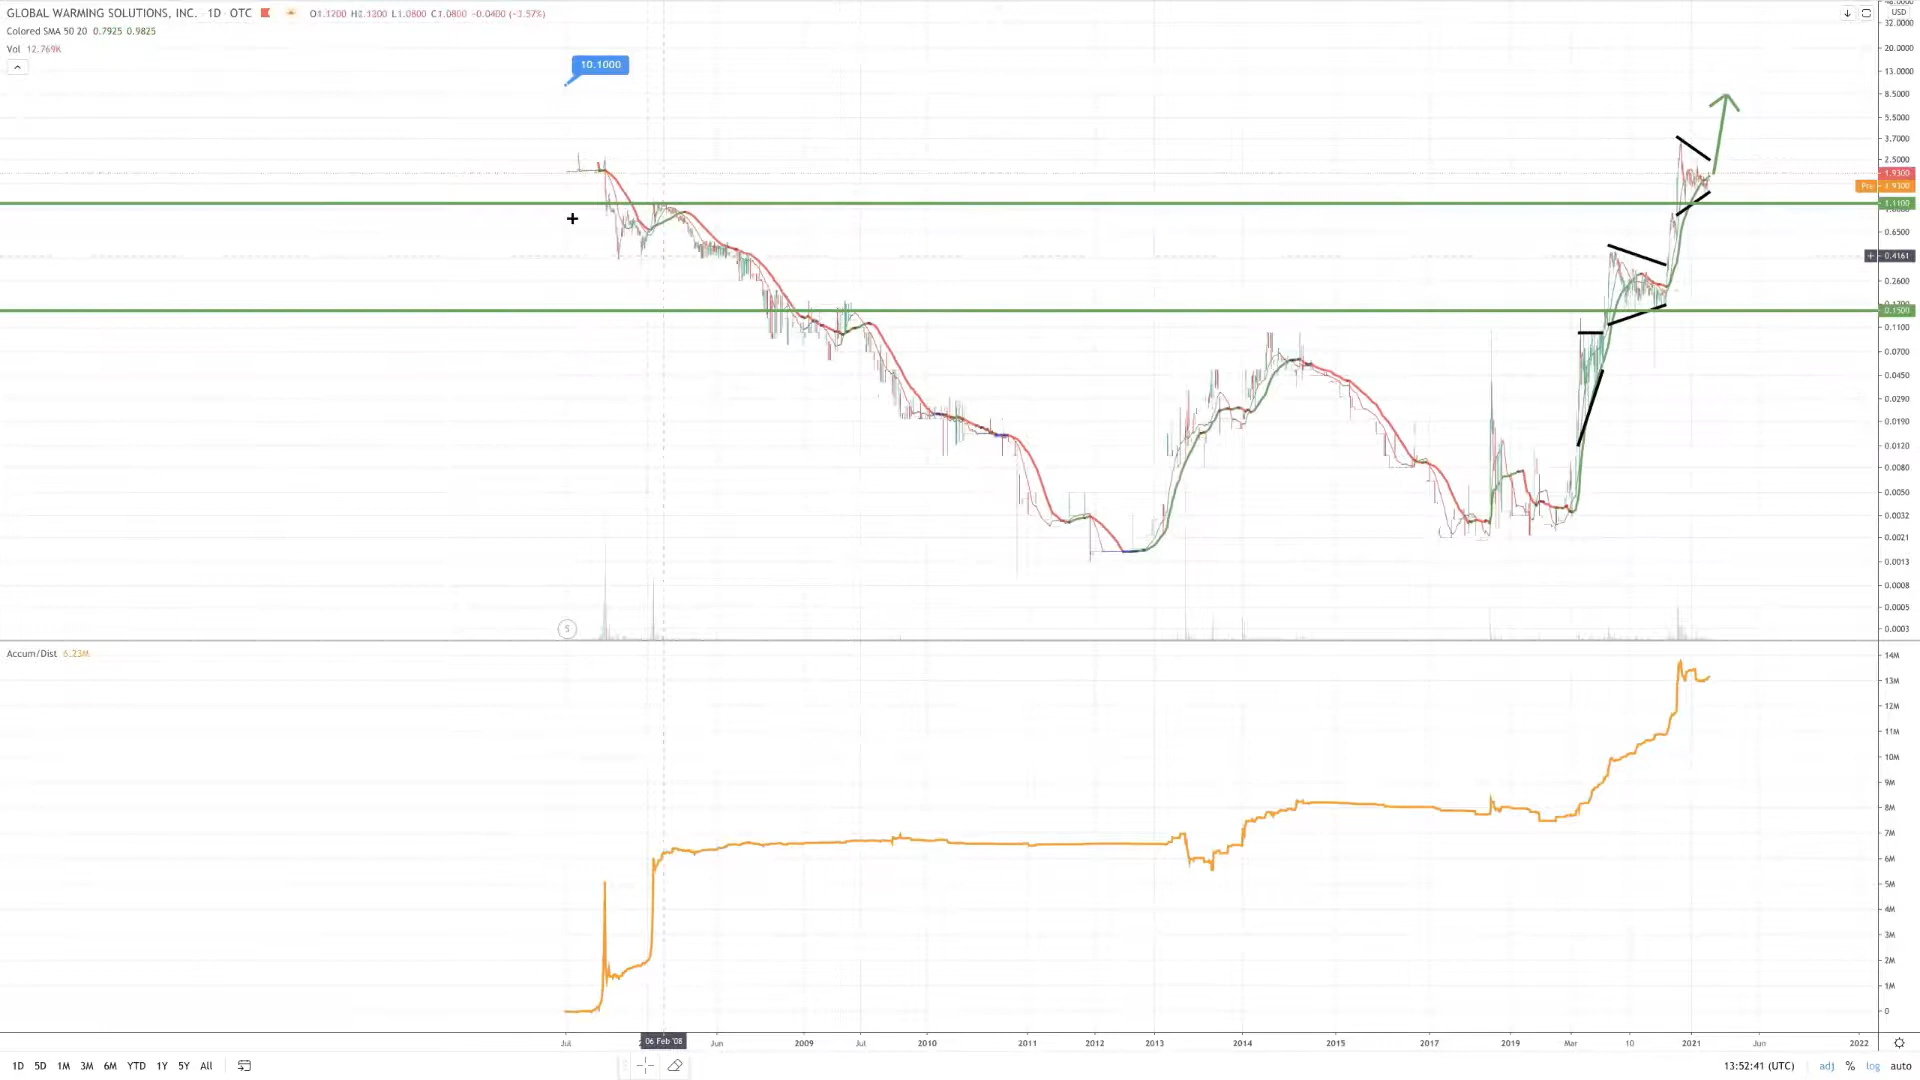 GLOBAL WARMING SOLUTIONS, INC. 1D OTC O1.1200 H1.1200 L1.0800 C1.0800 -0.0400 (-3.57%)
Colored SMA 50 20 0.7925 0.9825
Vol 12.769K
10.1000
USD
32.0000
20.0000
13.0000
8.5000
5.5000
3.7000
2.5000
1.9300
Pre 1.9300
1.1100
0.6500
0.4161
0.2600
0.1500
0.1100
0.0700
0.0450
0.0290
0.0190
0.0120
0.0080
0.0050
0.0032
0.0021
0.0013
0.0008
0.0005
0.0003
S
Accum/Dist 6.23M
14M
13M
12M
11M
10M
9M
8M
7M
6M
5M
4M
3M
2M
1M
0
Jul 06 Feb '08 Jun 2009 Jul 2010 2011 2012 2013 2014 2015 2017 2019 Mar 10 2021 Jun 2022
1D 5D 1M 3M 6M YTD 1Y 5Y All 13:52:41 (UTC) adj % log auto